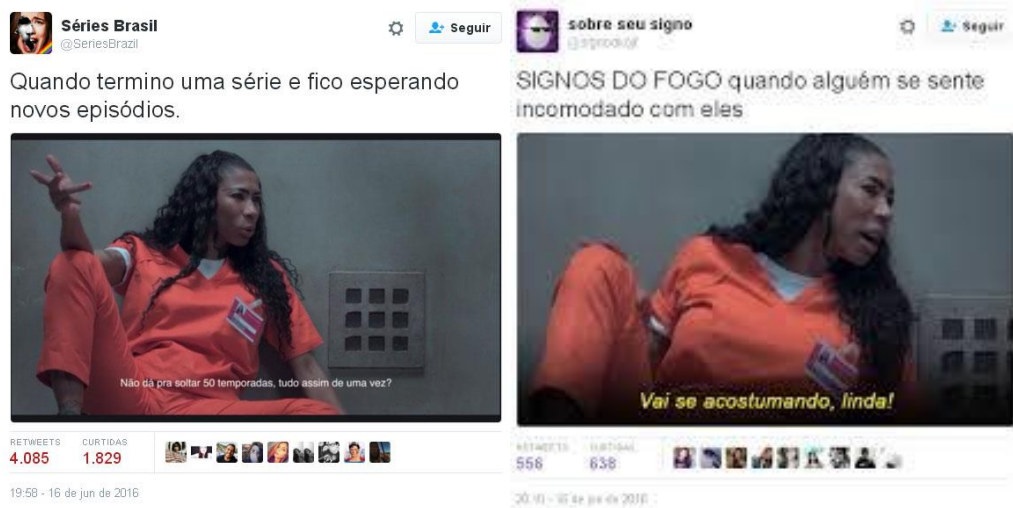 Séries Brasil
@SeriesBrazil
Seguir
Quando termino uma série e fico esperando
novos episódios.
Não dá pra soltar 50 temporadas, tudo assim de uma vez?
RETWEETS
CURTIDAS
4.085
1.829
19:58 - 16 de jun de 2016
sobre seu signo
Seguir
SIGNOS DO FOGO quando alguém se sente
incomodado com eles
Vai se acostumando, linda!
RETWEETS
CURTIDAS
556
638